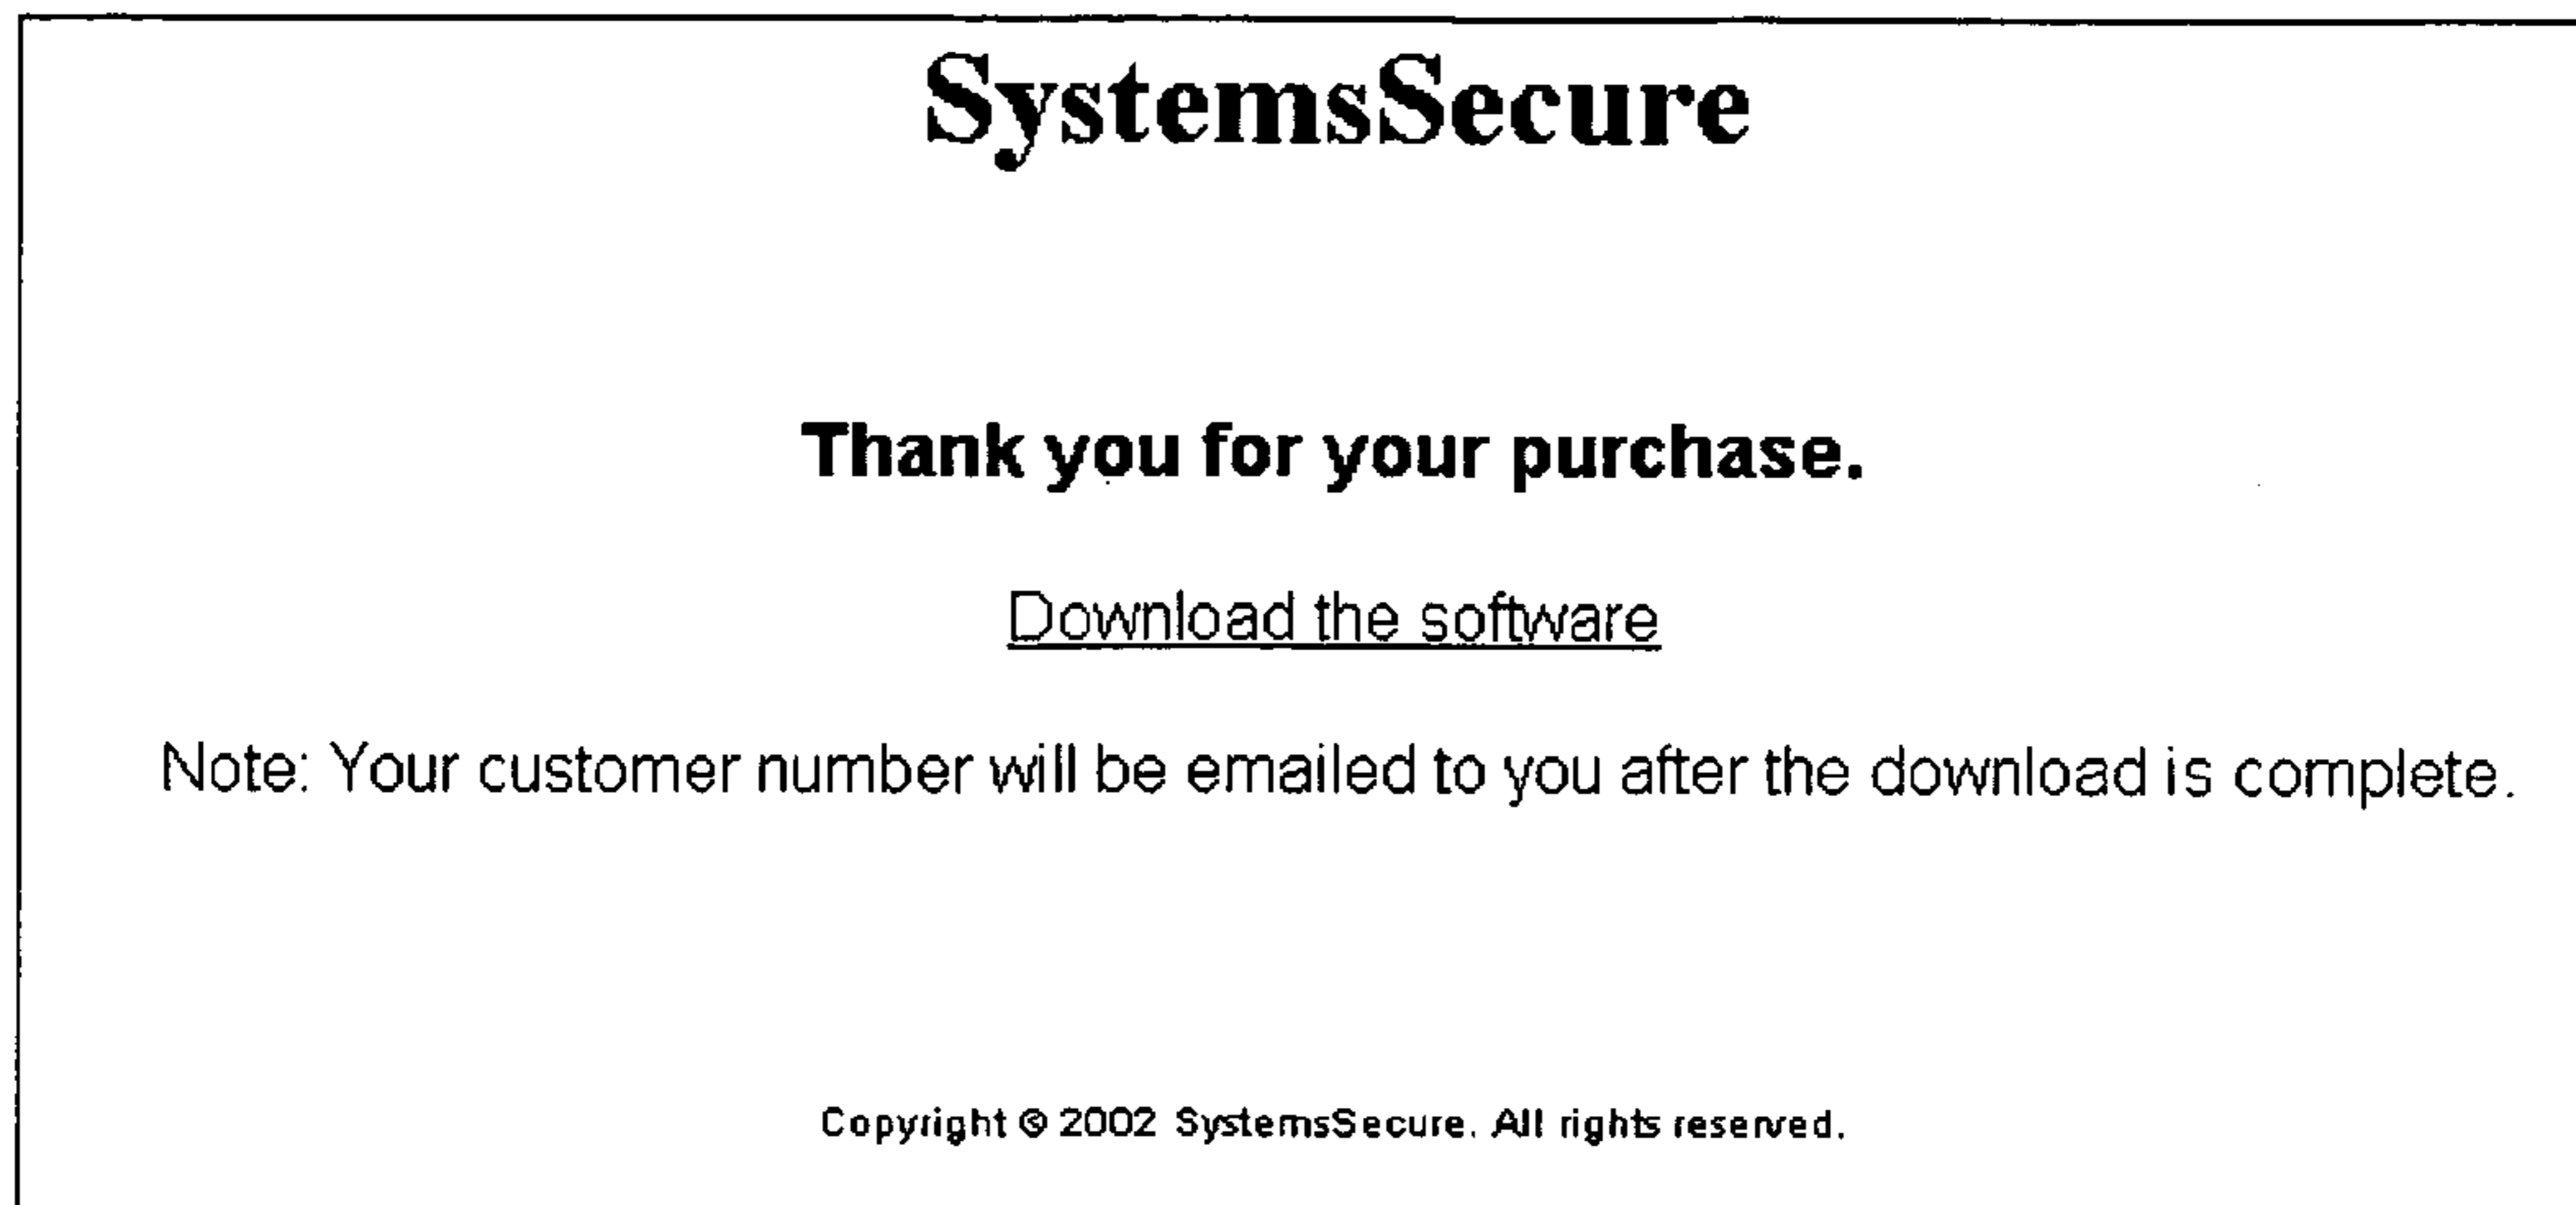 SystemsSecure
Thank you for your purchase.
Download the software
Note: Your customer number will be emailed to you after the download is complete.
Copyright © 2002 SystemsSecure. All rights reserved.